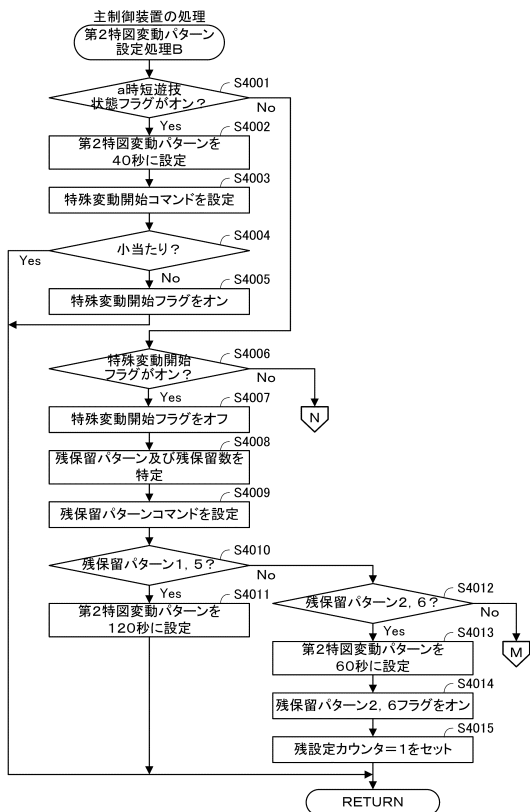 主制御装置の処理
第2特図変動パターン
設定処理B
S4001
a時短遊技
状態フラグがオン？
No
Yes
S4002
第2特図変動パターンを
40秒に設定
S4003
特殊変動開始コマンドを設定
S4004
小当たり？
Yes
No
S4005
特殊変動開始フラグをオン
S4006
特殊変動開始
フラグがオン？
No
N
Yes
S4007
特殊変動開始フラグをオフ
S4008
残保留パターン及び残保留数を
特定
S4009
残保留パターンコマンドを設定
S4010
残保留パターン1, 5？
No
Yes
S4011
第2特図変動パターンを
120秒に設定
S4012
残保留パターン2, 6？
No
M
Yes
S4013
第2特図変動パターンを
60秒に設定
S4014
残保留パターン2, 6フラグをオン
S4015
残設定カウンタ＝1をセット
RETURN